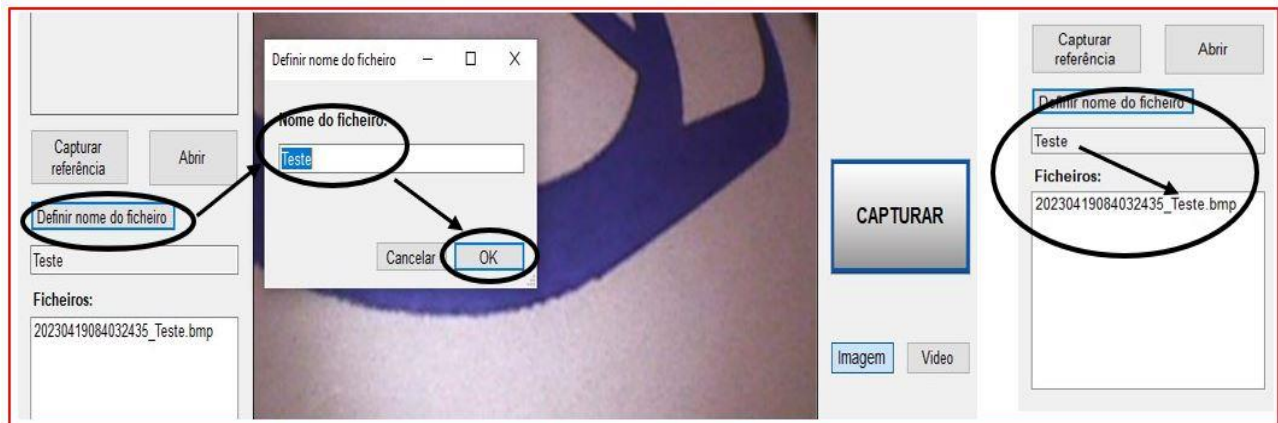 Capturar
referência
Abrir
Definir nome do ficheiro
Teste
Ficheiros:
20230419084032435_Teste.bmp
Definir nome do ficheiro
Nome do ficheiro:
Teste
Cancelar
OK
CAPTURAR
Imagem
Video
Capturar
referência
Abrir
Definir nome do ficheiro
Teste
Ficheiros:
20230419084032435_Teste.bmp